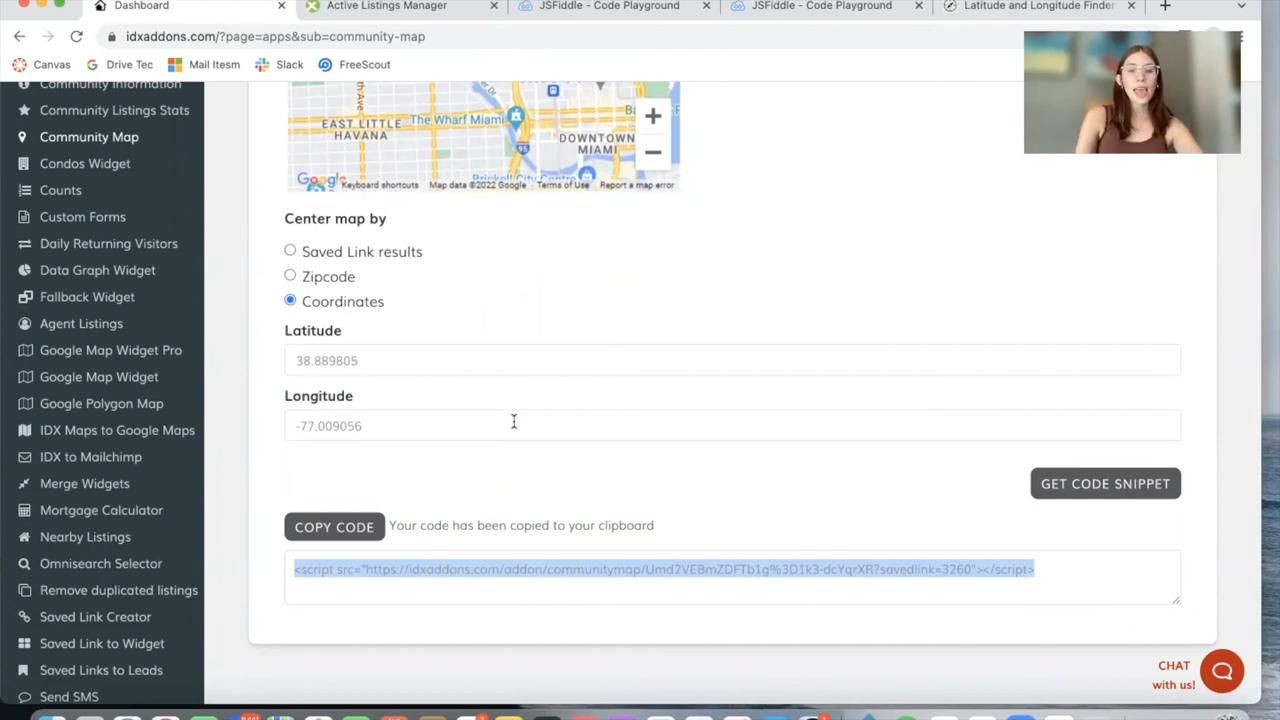 Dashboard
Active Listings Manager
JSFiddle - Code Playground
JSFiddle - Code Playground
Latitude and Longitude Finder
idxaddons.com/?page=apps&sub=community-map
Canvas
Drive Tec
Mail Itesm
Slack
FreeScout
Community Information
Community Listings Stats
Community Map
Condos Widget
Counts
Custom Forms
Daily Returning Visitors
Data Graph Widget
Fallback Widget
Agent Listings
Google Map Widget Pro
Google Map Widget
Google Polygon Map
IDX Maps to Google Maps
IDX to Mailchimp
Merge Widgets
Mortgage Calculator
Nearby Listings
Omnisearch Selector
Remove duplicated listings
Saved Link Creator
Saved Link to Widget
Saved Links to Leads
Send SMS
EAST LITTLE
HAVANA
The Wharf Miami
DOWNTOWN
MIAMI
95
Brickell City Centre
Google
Keyboard shortcuts
Map data ©2022 Google
Terms of Use
Report a map error
Center map by
Saved Link results
Zipcode
Coordinates
Latitude
38.889805
Longitude
-77.009056
GET CODE SNIPPET
COPY CODE
Your code has been copied to your clipboard
<script src="https://idxaddons.com/addon/communitymap/Umd2VEBmZDFTb1g%3D1k3-dcYqrXR?savedlink=3260"></script>
CHAT
with us!